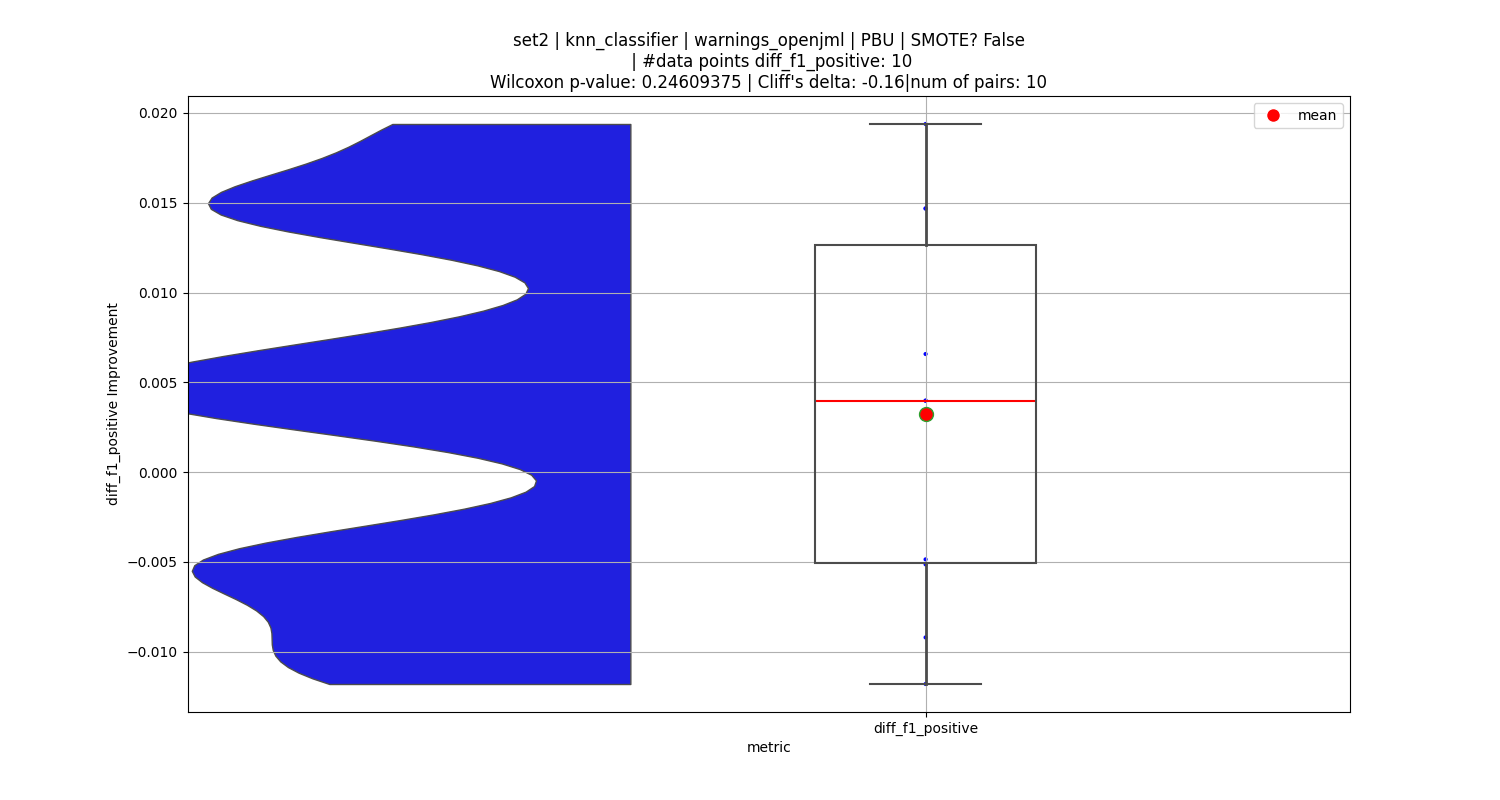 set2 | knn_classifier | warnings_openjml | PBU | SMOTE? False
| #data points diff_f1_positive: 10
Wilcoxon p-value: 0.24609375 | Cliff's delta: -0.16|num of pairs: 10
mean
0.020
0.015
0.010
0.005
0.000
−0.005
−0.010
diff_f1_positive Improvement
diff_f1_positive
metric